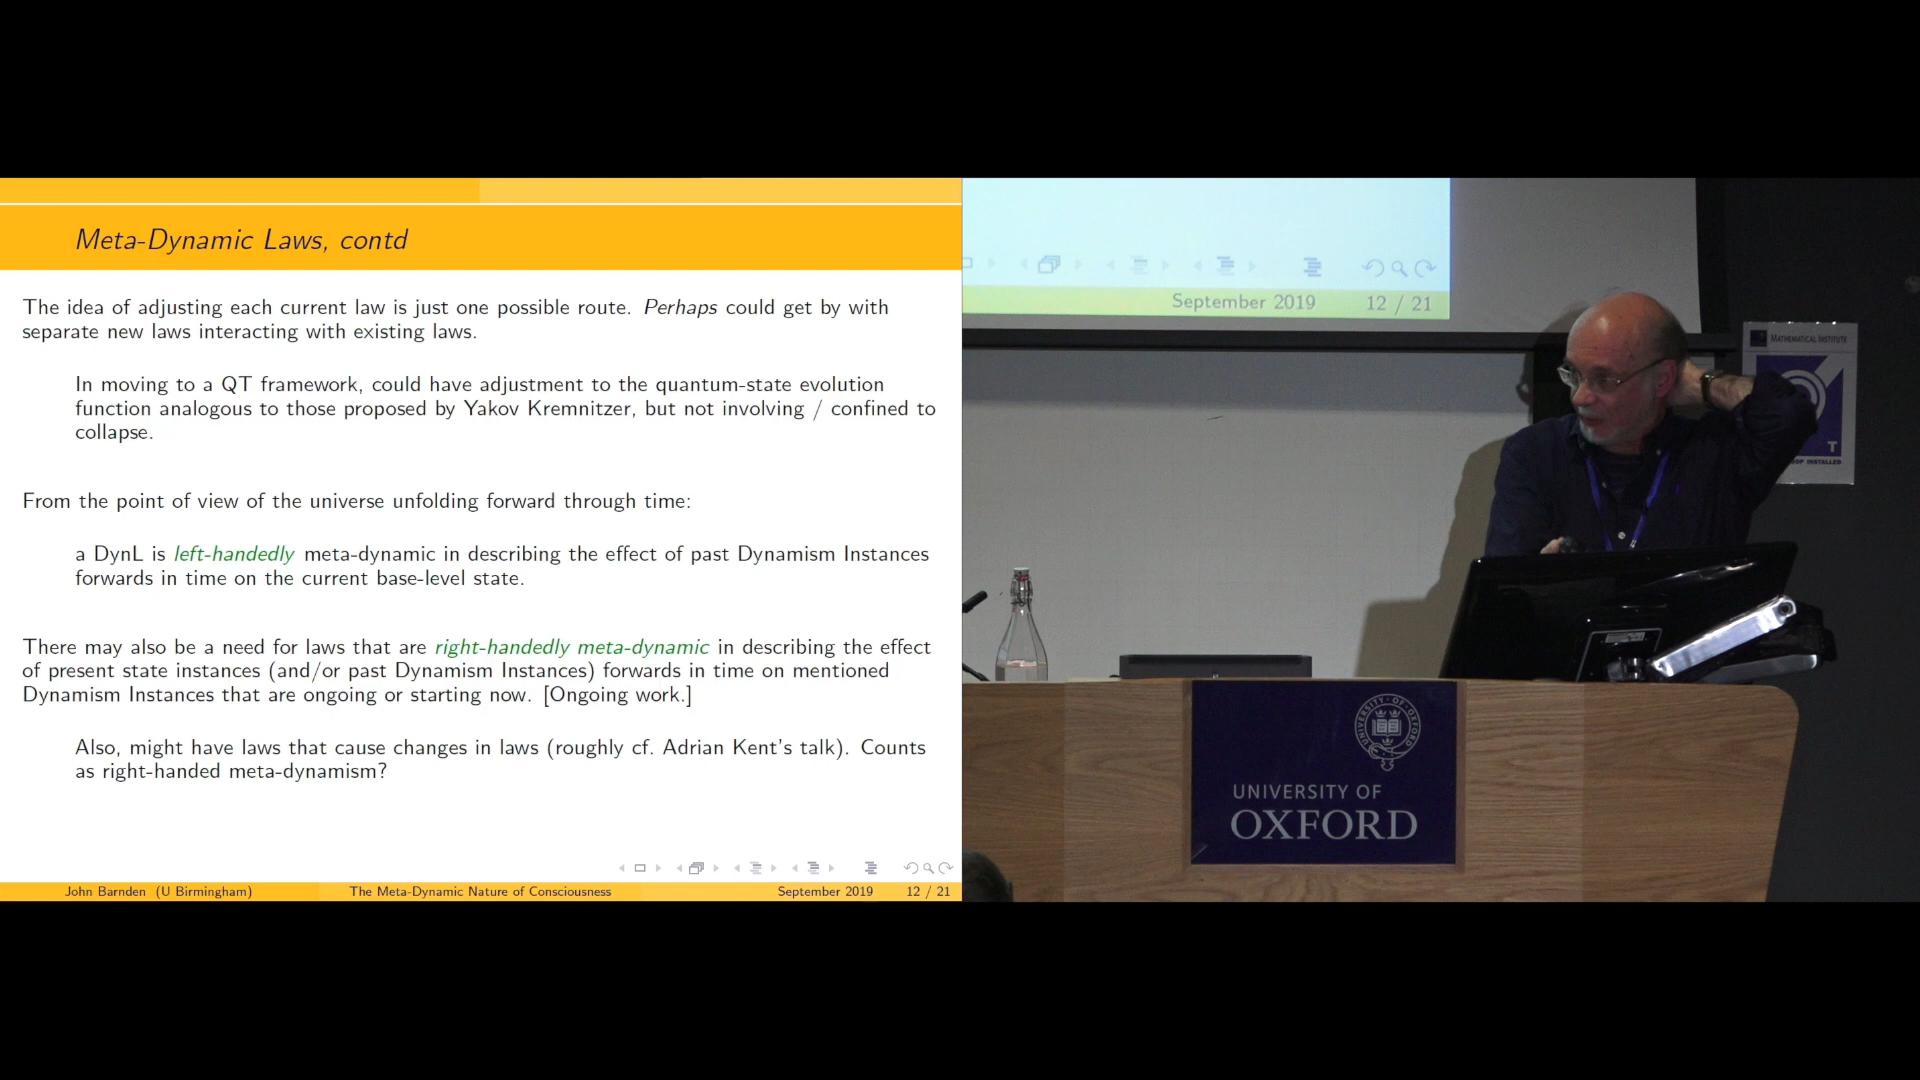 Meta-Dynamic Laws, contd
The idea of adjusting each current law is just one possible route. Perhaps could get by with
separate new laws interacting with existing laws.
In moving to a QT framework, could have adjustment to the quantum-state evolution
function analogous to those proposed by Yakov Kremnitzer, but not involving / confined to
collapse.
From the point of view of the universe unfolding forward through time:
a DynL is left-handedly meta-dynamic in describing the effect of past Dynamism Instances
forwards in time on the current base-level state.
There may also be a need for laws that are right-handedly meta-dynamic in describing the effect
of present state instances (and/or past Dynamism Instances) forwards in time on mentioned
Dynamism Instances that are ongoing or starting now. [Ongoing work.]
Also, might have laws that cause changes in laws (roughly cf. Adrian Kent's talk). Counts
as right-handed meta-dynamism?
John Barnden (U Birmingham) The Meta-Dynamic Nature of Consciousness September 2019 12 / 21
September 2019 12 / 21
MATHEMATICAL INSTITUTE
T
INSTALLED
UNIVERSITY OF
OXFORD